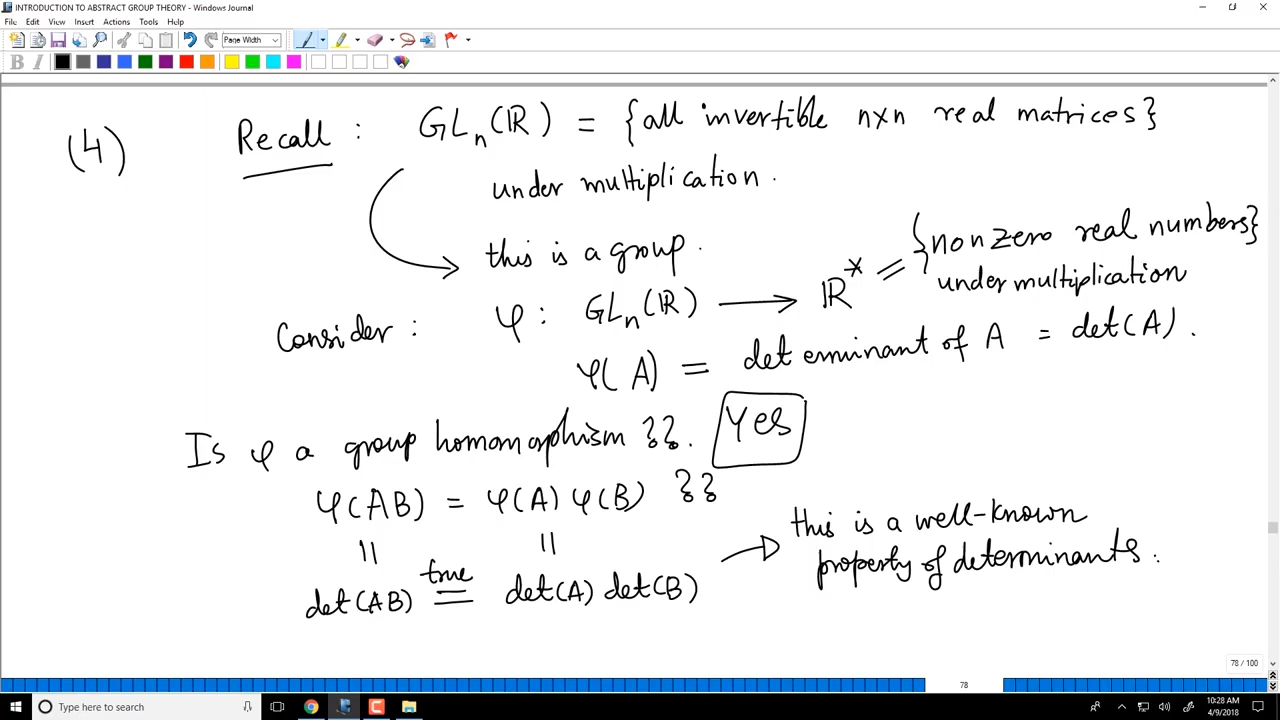 INTRODUCTION TO ABSTRACT GROUP THEORY - Windows Journal
File Edit View Insert Actions Tools Help
Page Width
B I
(4) Recall : GLₙ(ℝ) = {all invertible n×n real matrices}
under multiplication.
this is a group.
Consider : φ : GLₙ(ℝ) ⟶ ℝ* = {nonzero real numbers}
under multiplication
φ(A) = determinant of A = det(A).
Is φ a group homomorphism ??. Yes
φ(AB) = φ(A) φ(B) ??
|| ||
true
det(AB) = det(A) det(B)
this is a well-known
property of determinants.
78 / 100
78
Type here to search
10:28 AM
4/9/2018